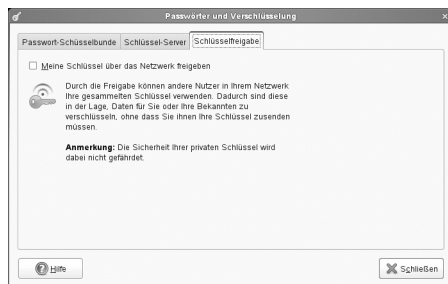 Passwörter und Verschlüsselung
Passwort-Schüsselbunde Schlüssel-Server Schlüsselfreigabe
Meine Schlüssel über das Netzwerk freigeben
Durch die Freigabe können andere Nutzer in Ihrem Netzwerk
Ihre gesammelten Schlüssel verwenden. Dadurch sind diese
in der Lage, Daten für Sie oder Ihre Bekannten zu
verschlüsseln, ohne dass Sie ihnen Ihre Schlüssel zusenden
müssen.
Anmerkung: Die Sicherheit Ihrer privaten Schlüssel wird
dabei nicht gefährdet.
Hilfe Schließen